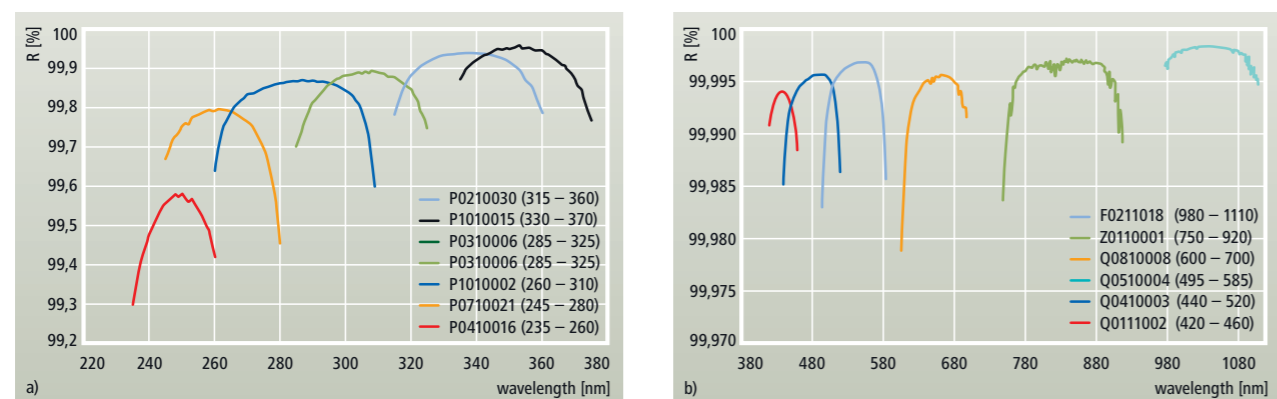 R [%]
100
99,9
99,8
99,7
99,6
99,5
99,4
99,3
99,2
P0210030 (315 – 360)
P1010015 (330 – 370)
P0310006 (285 – 325)
P0310006 (285 – 325)
P1010002 (260 – 310)
P0710021 (245 – 280)
P0410016 (235 – 260)
220 240 260 280 300 320 340 360 380
a) wavelength [nm]
R [%]
100
99,995
99,990
99,985
99,980
99,975
99,970
F0211018 (980 – 1110)
Z0110001 (750 – 920)
Q0810008 (600 – 700)
Q0510004 (495 – 585)
Q0410003 (440 – 520)
Q0111002 (420 – 460)
380 480 580 680 780 880 980 1080
b) wavelength [nm]